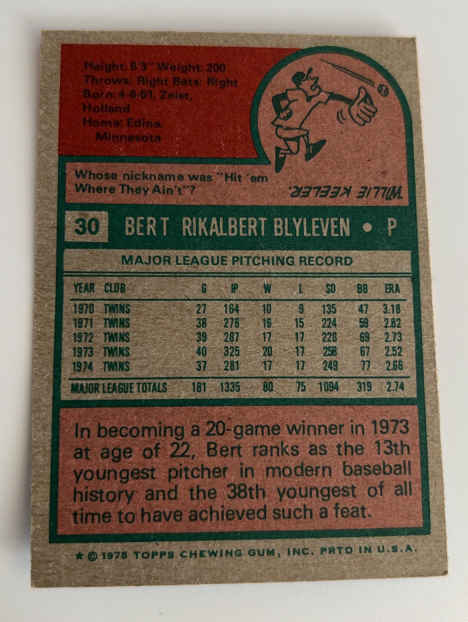 Height: 6'3" Weight: 200
Throws: Right Bats: Right
Born: 4-6-51, Zeist,
Holland
Home: Edina,
Minnesota
Whose nickname was "Hit 'em
Where They Ain't"?
WILLIE KEELER.
30 BERT RIKALBERT BLYLEVEN • P
MAJOR LEAGUE PITCHING RECORD
YEAR CLUB G IP W L SO BB ERA
1970 TWINS 27 164 10 9 135 47 3.18
1971 TWINS 38 278 16 15 224 59 2.82
1972 TWINS 39 287 17 17 228 69 2.73
1973 TWINS 40 325 20 17 258 67 2.52
1974 TWINS 37 281 17 17 249 77 2.66
MAJOR LEAGUE TOTALS 181 1335 80 75 1094 319 2.74
In becoming a 20-game winner in 1973
at age of 22, Bert ranks as the 13th
youngest pitcher in modern baseball
history and the 38th youngest of all
time to have achieved such a feat.
★ © 1975 TOPPS CHEWING GUM, INC. PRTD IN U.S.A.